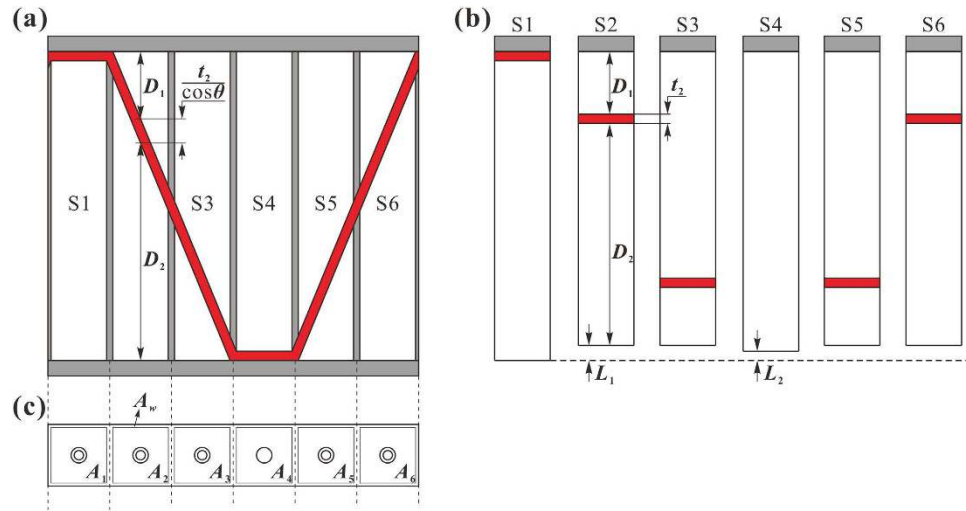 (a)
D₁
t₂
cosθ
S1
S3
S4
S5
S6
D₂
(b)
S1
S2
S3
S4
S5
S6
D₁
t₂
D₂
L₁
L₂
(c)
A_w
A₁
A₂
A₃
A₄
A₅
A₆